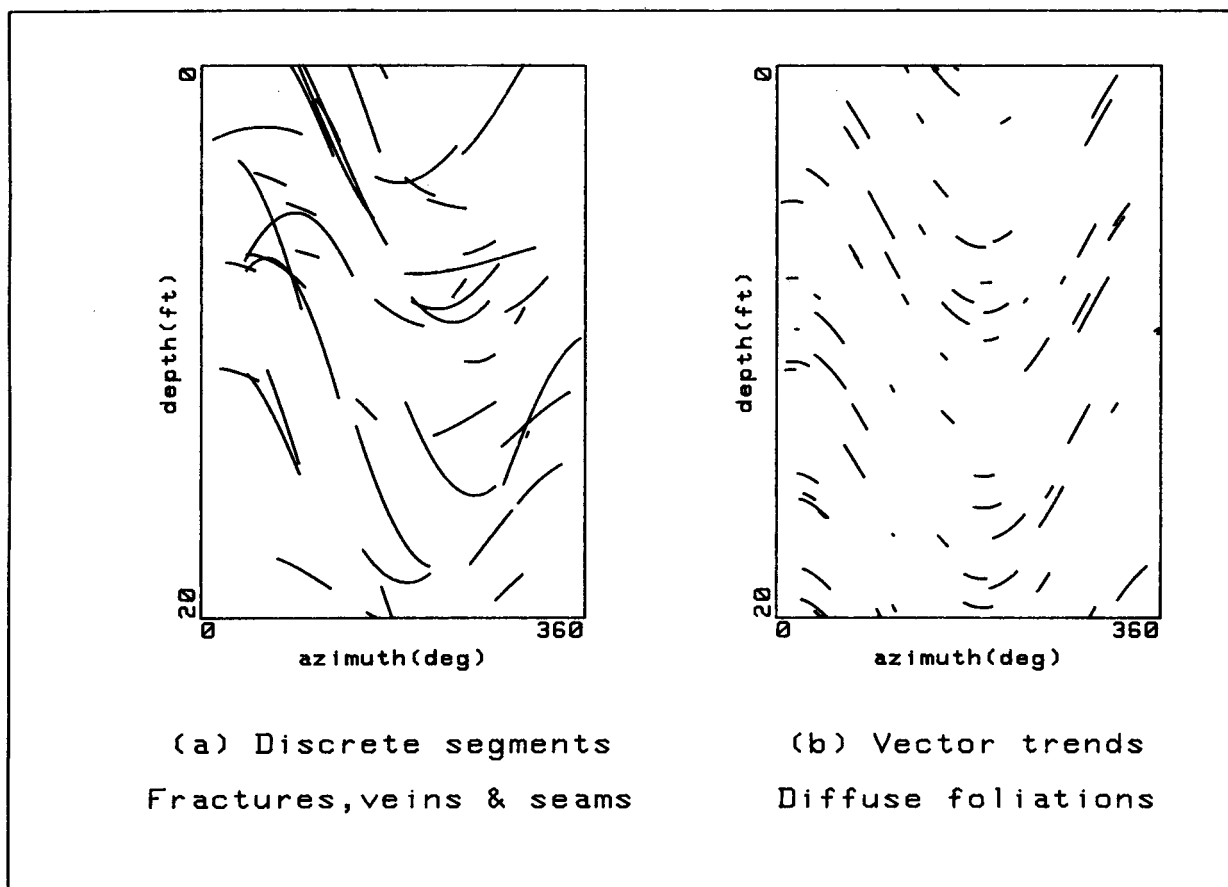 0
depth(ft)
20
0
360
azimuth(deg)
(a) Discrete segments
Fractures,veins & seams
0
depth(ft)
20
0
360
azimuth(deg)
(b) Vector trends
Diffuse foliations